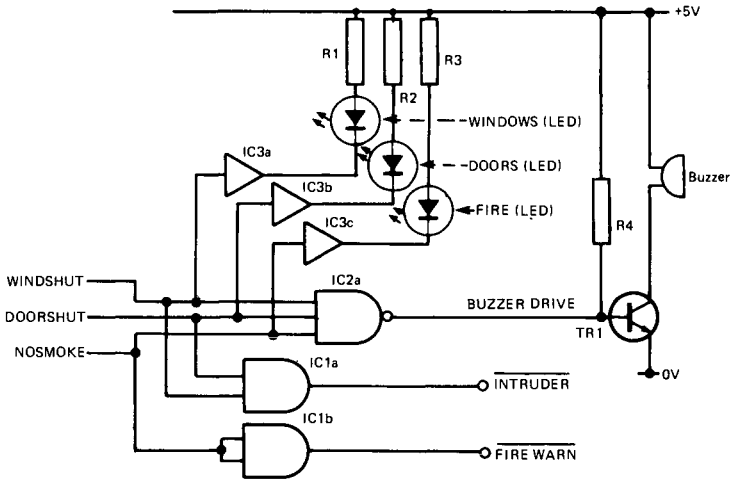 +5V
R1
R3
R2
WINDOWS (LED)
IC3a
DOORS (LED)
IC3b
Buzzer
FIRE (LED)
IC3c
R4
WINDSHUT
IC2a
BUZZER DRIVE
DOORSHUT
TR1
NOSMOKE
IC1a
0V
INTRUDER
IC1b
FIRE WARN